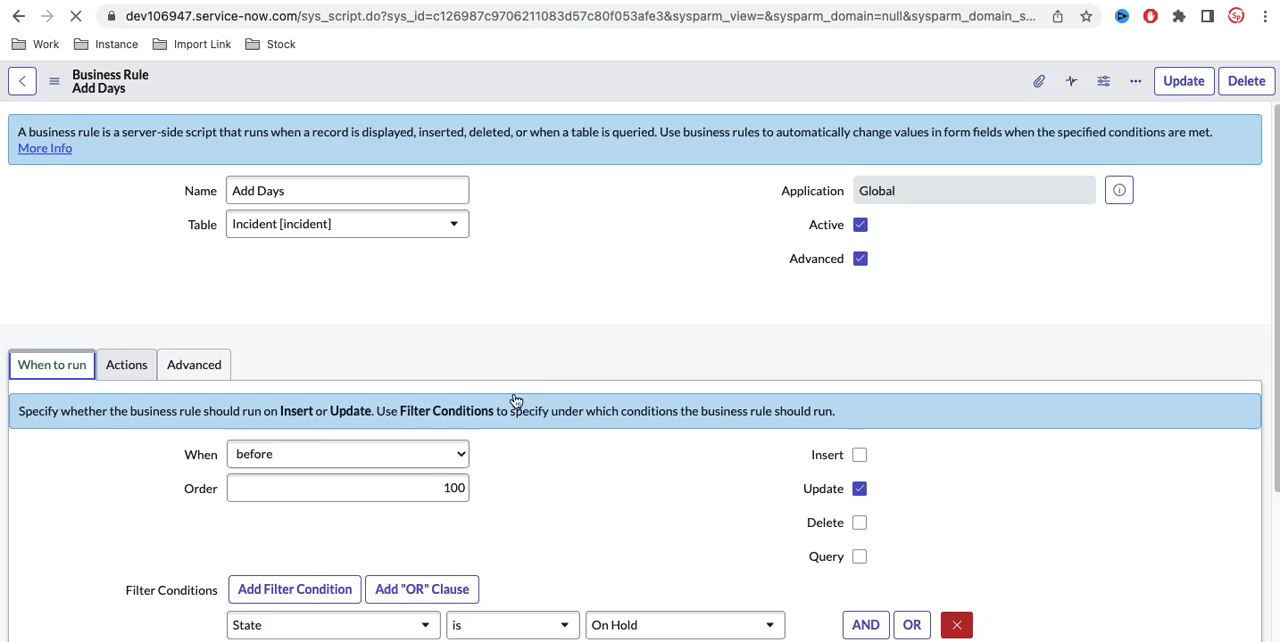 dev106947.service-now.com/sys_script.do?sys_id=c126987c9706211083d57c80f053afe3&sysparm_view=&sysparm_domain=null&sysparm_domain_s...
Sp
Work Instance Import Link Stock
Business Rule
Add Days
Update Delete
A business rule is a server-side script that runs when a record is displayed, inserted, deleted, or when a table is queried. Use business rules to automatically change values in form fields when the specified conditions are met.
More Info
Name Add Days Application Global
Table Incident [incident] Active
Advanced
When to run Actions Advanced
Specify whether the business rule should run on Insert or Update. Use Filter Conditions to specify under which conditions the business rule should run.
When before Insert
Order 100 Update
Delete
Query
Filter Conditions Add Filter Condition Add "OR" Clause
State is On Hold AND OR